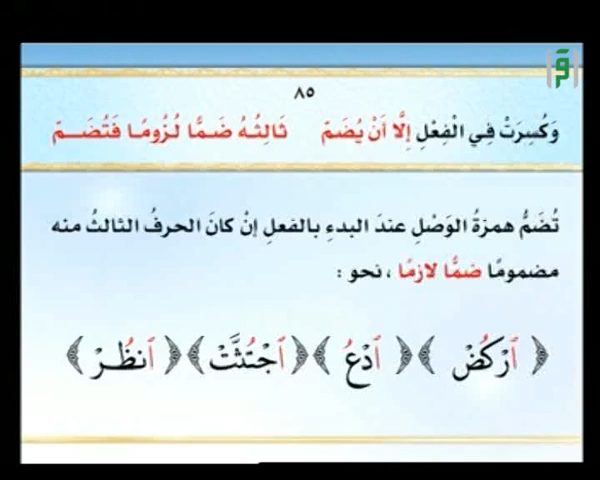 ٨٥
وَكُسِرَتْ فِي الْفِعْلِ إِلَّا أَنْ يُضَمّ ثَالِثُهُ ضَمًّا لُزُومًا فَتُضَــمّ
تُضَمُّ همزةُ الوَصْلِ عندَ البدءِ بالفعلِ إنْ كانَ الحرفُ الثالثُ منه
مضمومًا ضمًّا لازمًا ، نحو :
﴿ ٱرْكُضْ ﴾ ﴿ ٱدْعُ ﴾ ﴿ ٱجْتُثَّتْ ﴾ ﴿ ٱنظُرْ ﴾